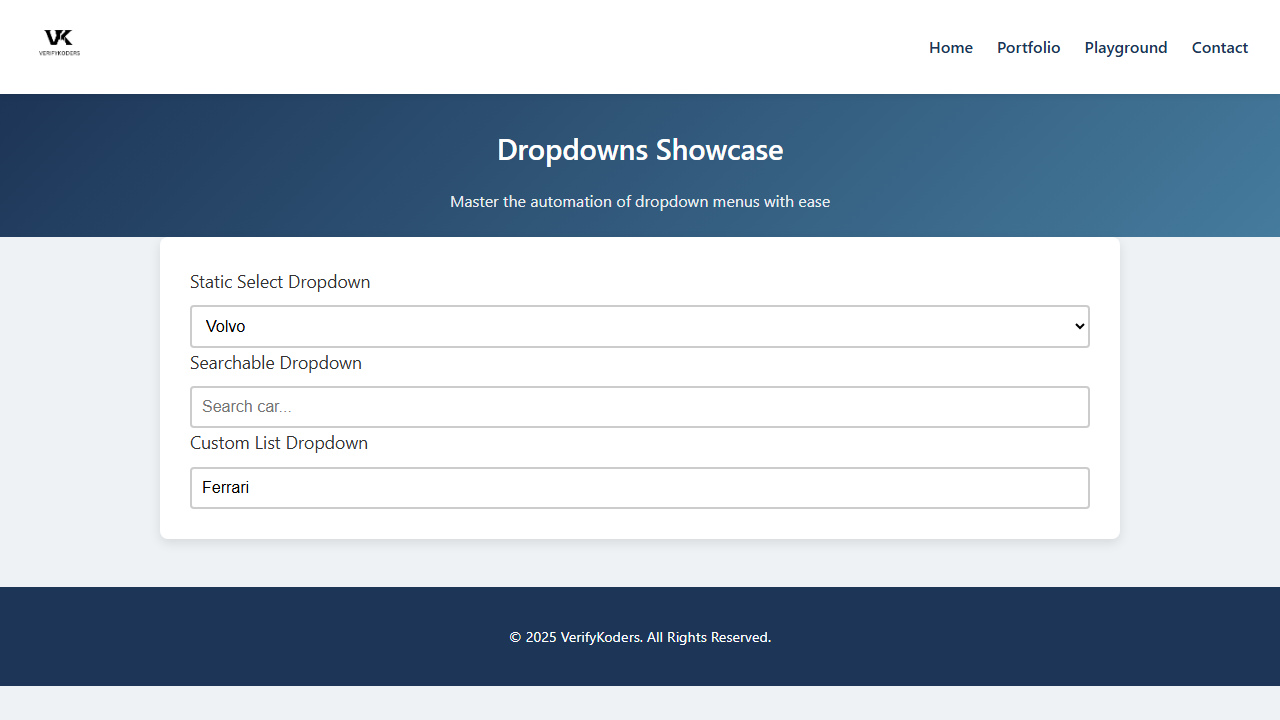 VK
VERIFYKODERS
Home
Portfolio
Playground
Contact
Dropdowns Showcase
Master the automation of dropdown menus with ease
Static Select Dropdown
Volvo
Searchable Dropdown
Search car...
Custom List Dropdown
Ferrari
© 2025 VerifyKoders. All Rights Reserved.